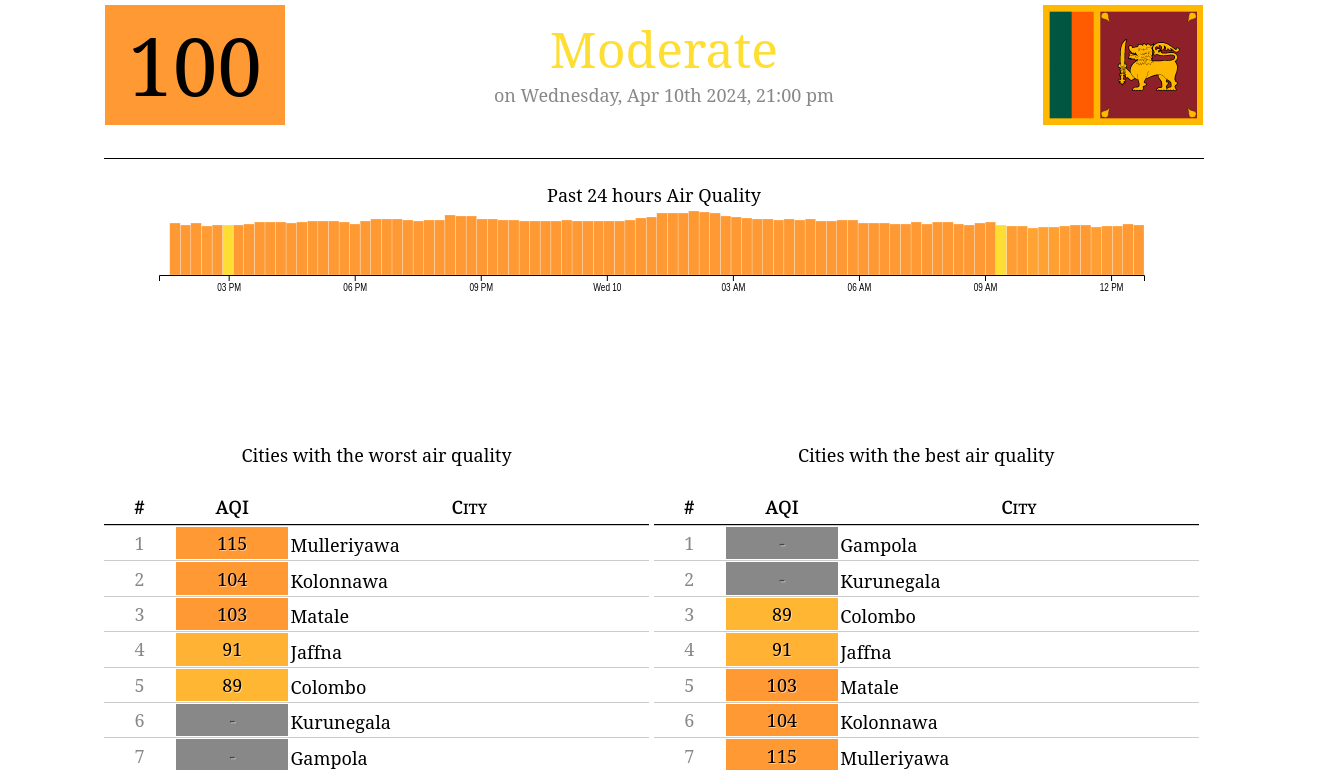 100
Moderate
on Wednesday, Apr 10th 2024, 21:00 pm
Past 24 hours Air Quality
03 PM 06 PM 09 PM Wed 10 03 AM 06 AM 09 AM 12 PM
Cities with the worst air quality
# AQI City
1 115 Mulleriyawa
2 104 Kolonnawa
3 103 Matale
4 91 Jaffna
5 89 Colombo
6 - Kurunegala
7 - Gampola
Cities with the best air quality
# AQI City
1 - Gampola
2 - Kurunegala
3 89 Colombo
4 91 Jaffna
5 103 Matale
6 104 Kolonnawa
7 115 Mulleriyawa